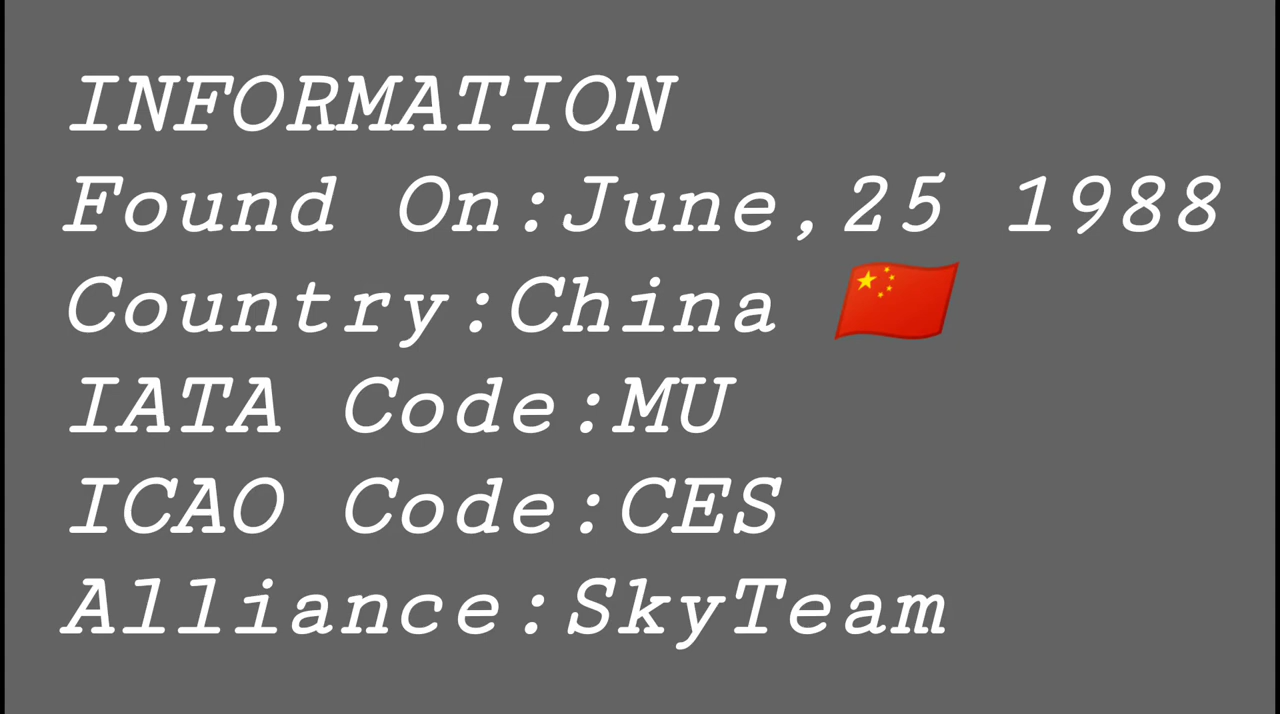 INFORMATION
Found On:June,25 1988
Country:China 🇨🇳
IATA Code:MU
ICAO Code:CES
Alliance:SkyTeam